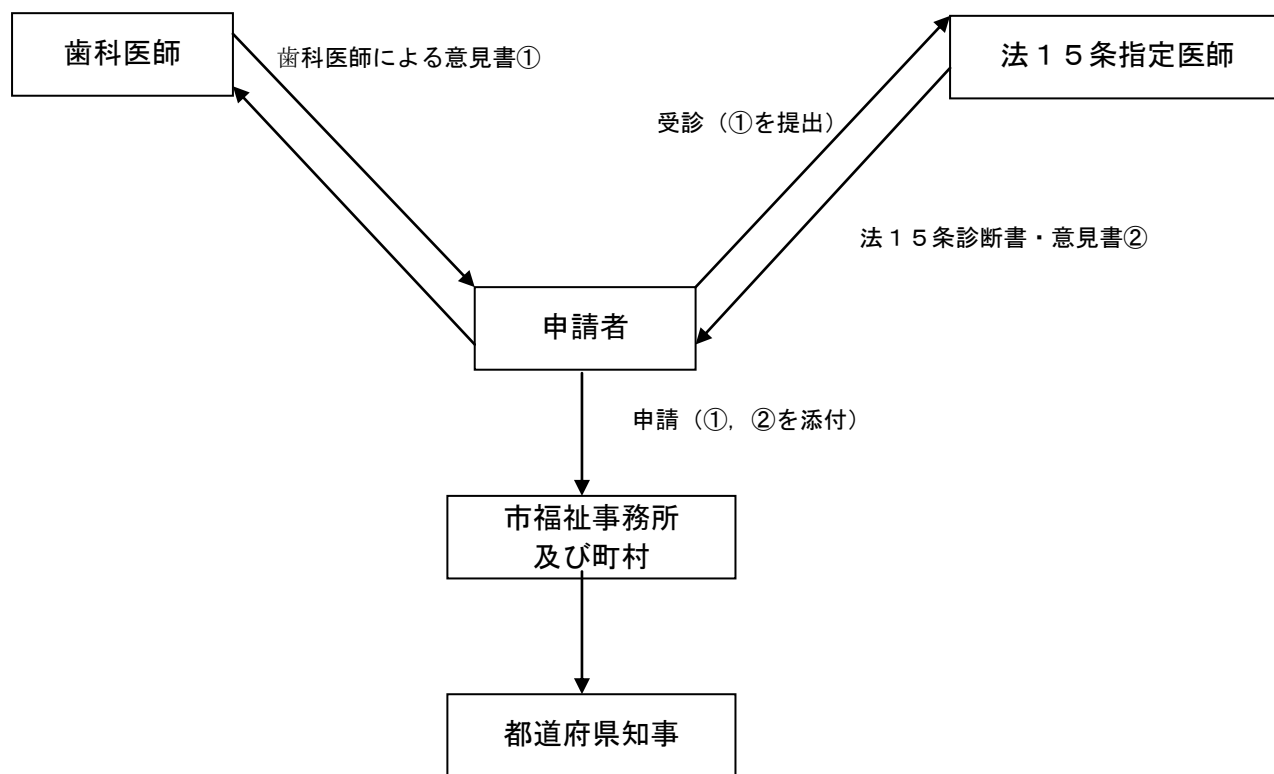 歯科医師
法１５条指定医師
歯科医師による意見書①
受診（①を提出）
法１５条診断書・意見書②
申請者
申請（①，②を添付）
市福祉事務所
及び町村
都道府県知事